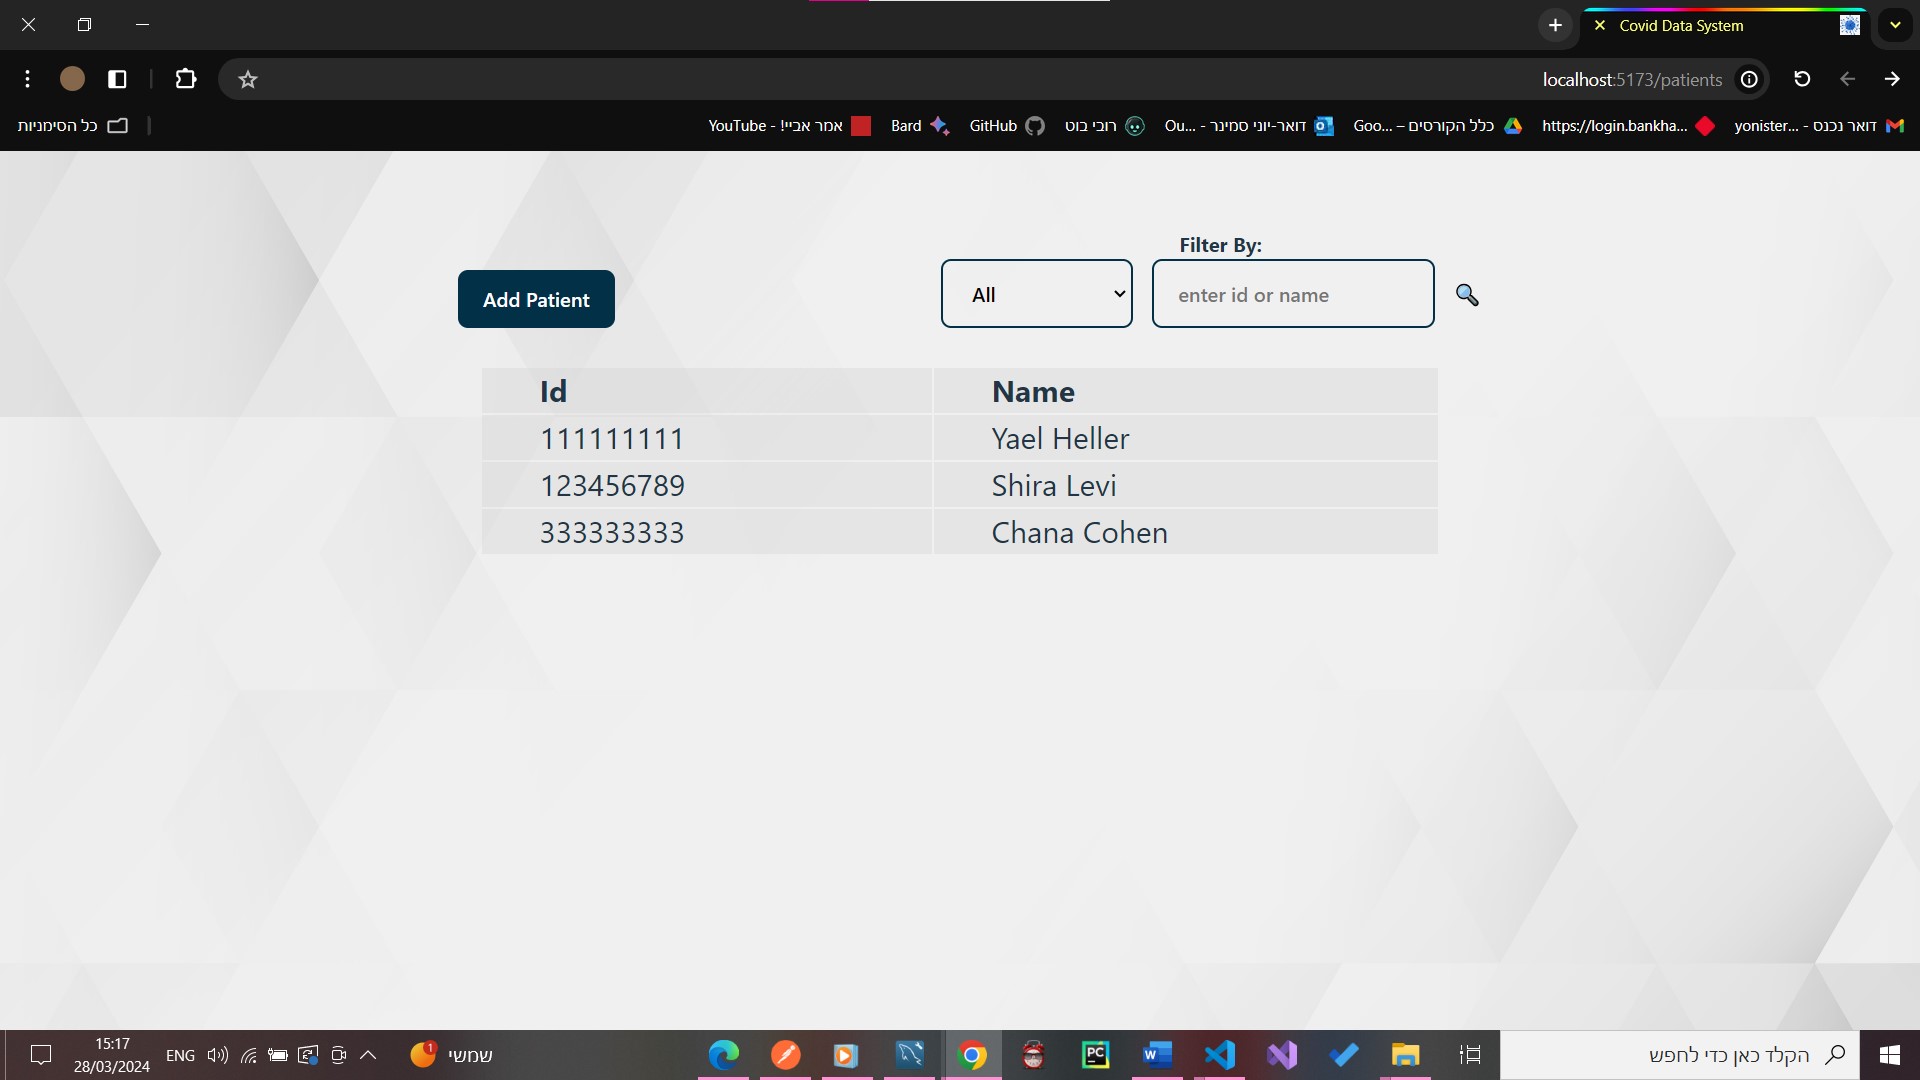 Covid Data System
localhost:5173/patients
דואר נכנס - yonister...
https://login.bankha...
כלל הקורסים – Goo...
דואר-יוני סמינר - Ou...
רובי בוט
GitHub
Bard
אמר אביי! - YouTube
כל הסימניות
Filter By:
Add Patient
All
enter id or name
Id Name
111111111 Yael Heller
123456789 Shira Levi
333333333 Chana Cohen
הקלד כאן כדי לחפש
PC
W
שמשי
1
ENG
15:17
28/03/2024